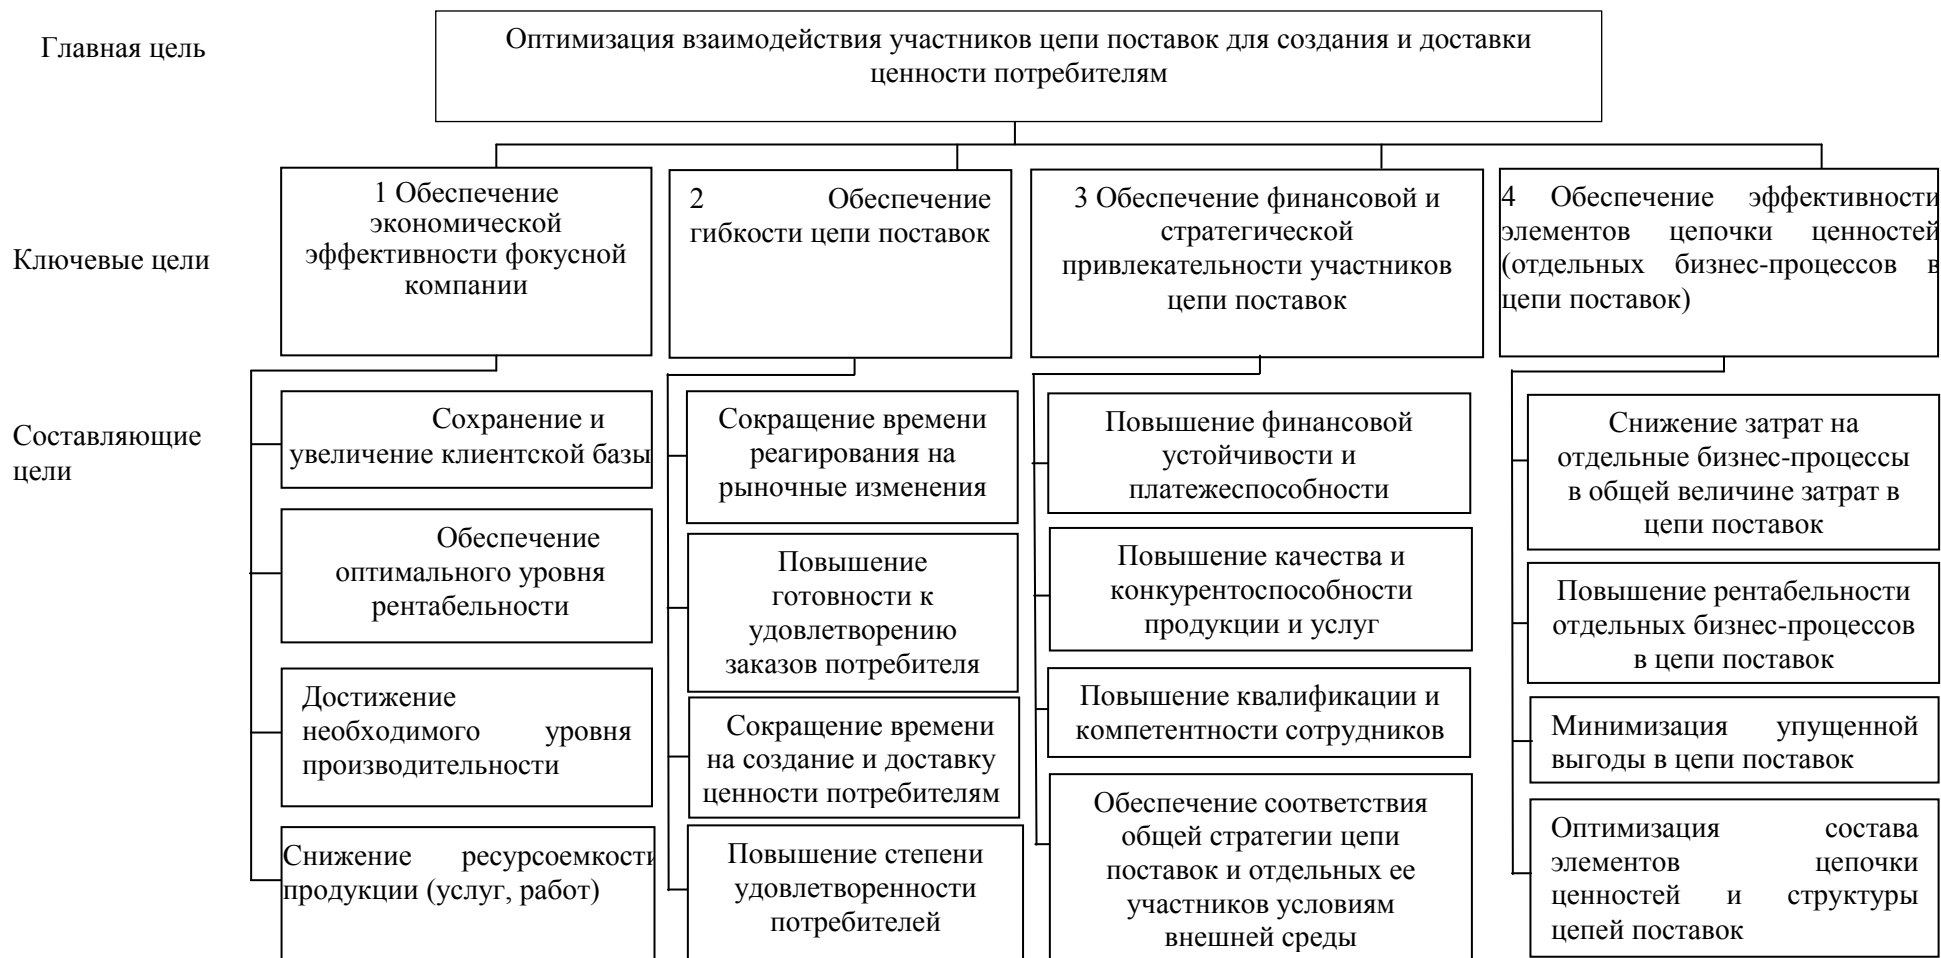 Главная цель
Оптимизация взаимодействия участников цепи поставок для создания и доставки
ценности потребителям
Ключевые цели
1 Обеспечение
экономической
эффективности фокусной
компании
2 Обеспечение
гибкости цепи поставок
3 Обеспечение финансовой и
стратегической
привлекательности участников
цепи поставок
4 Обеспечение эффективности
элементов цепочки ценностей
(отдельных бизнес-процессов в
цепи поставок)
Составляющие
цели
Сохранение и
увеличение клиентской базы
Обеспечение
оптимального уровня
рентабельности
Достижение
необходимого уровня
производительности
Снижение ресурсоемкости
продукции (услуг, работ)
Сокращение времени
реагирования на
рыночные изменения
Повышение
готовности к
удовлетворению
заказов потребителя
Сокращение времени
на создание и доставку
ценности потребителям
Повышение степени
удовлетворенности
потребителей
Повышение финансовой
устойчивости и
платежеспособности
Повышение качества и
конкурентоспособности
продукции и услуг
Повышение квалификации и
компетентности сотрудников
Обеспечение соответствия
общей стратегии цепи
поставок и отдельных ее
участников условиям
внешней среды
Снижение затрат на
отдельные бизнес-процессы
в общей величине затрат в
цепи поставок
Повышение рентабельности
отдельных бизнес-процессов
в цепи поставок
Минимизация упущенной
выгоды в цепи поставок
Оптимизация состава
элементов цепочки
ценностей и структуры
цепей поставок